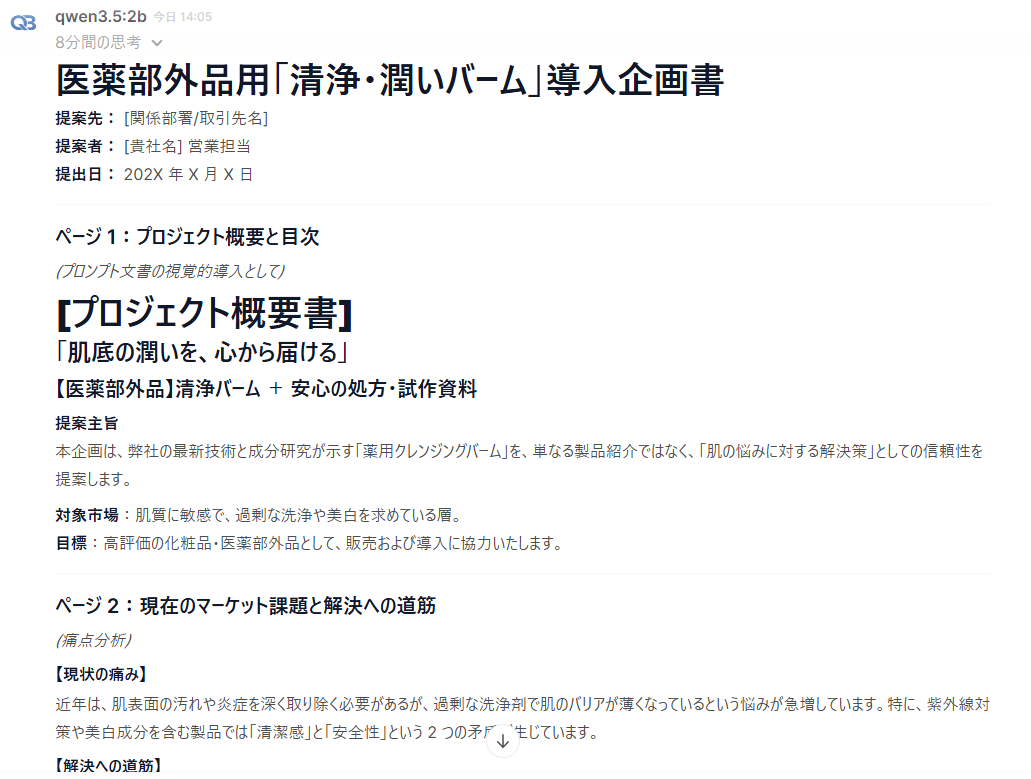 qwen3.5:2b 今日 14:05
8分間の思考
医薬部外品用「清浄・潤いバーム」導入企画書
提案先： [関係部署/取引先名]
提案者： [貴社名] 営業担当
提出日： 202X 年 X 月 X 日
ページ 1：プロジェクト概要と目次
(プロンプト文書の視覚的導入として)
[プロジェクト概要書]
「肌底の潤いを、心から届ける」
【医薬部外品】清浄バーム ＋ 安心の処方・試作資料
提案主旨
本企画は、弊社の最新技術と成分研究が示す「薬用クレンジングバーム」を、単なる製品紹介ではなく、「肌の悩みに対する解決策」としての信頼性を
提案します。
対象市場：肌質に敏感で、過剰な洗浄や美白を求めている層。
目標：高評価の化粧品・医薬部外品として、販売および導入に協力いたします。
ページ 2：現在のマーケット課題と解決への道筋
(痛点分析)
【現状の痛み】
近年は、肌表面の汚れや炎症を深く取り除く必要があるが、過剰な洗浄剤で肌のバリアが薄くなっているという悩みが急増しています。特に、紫外線対
策や美白成分を含む製品では「清潔感」と「安全性」という 2 つの矛盾 生じています。
【解決への道筋】